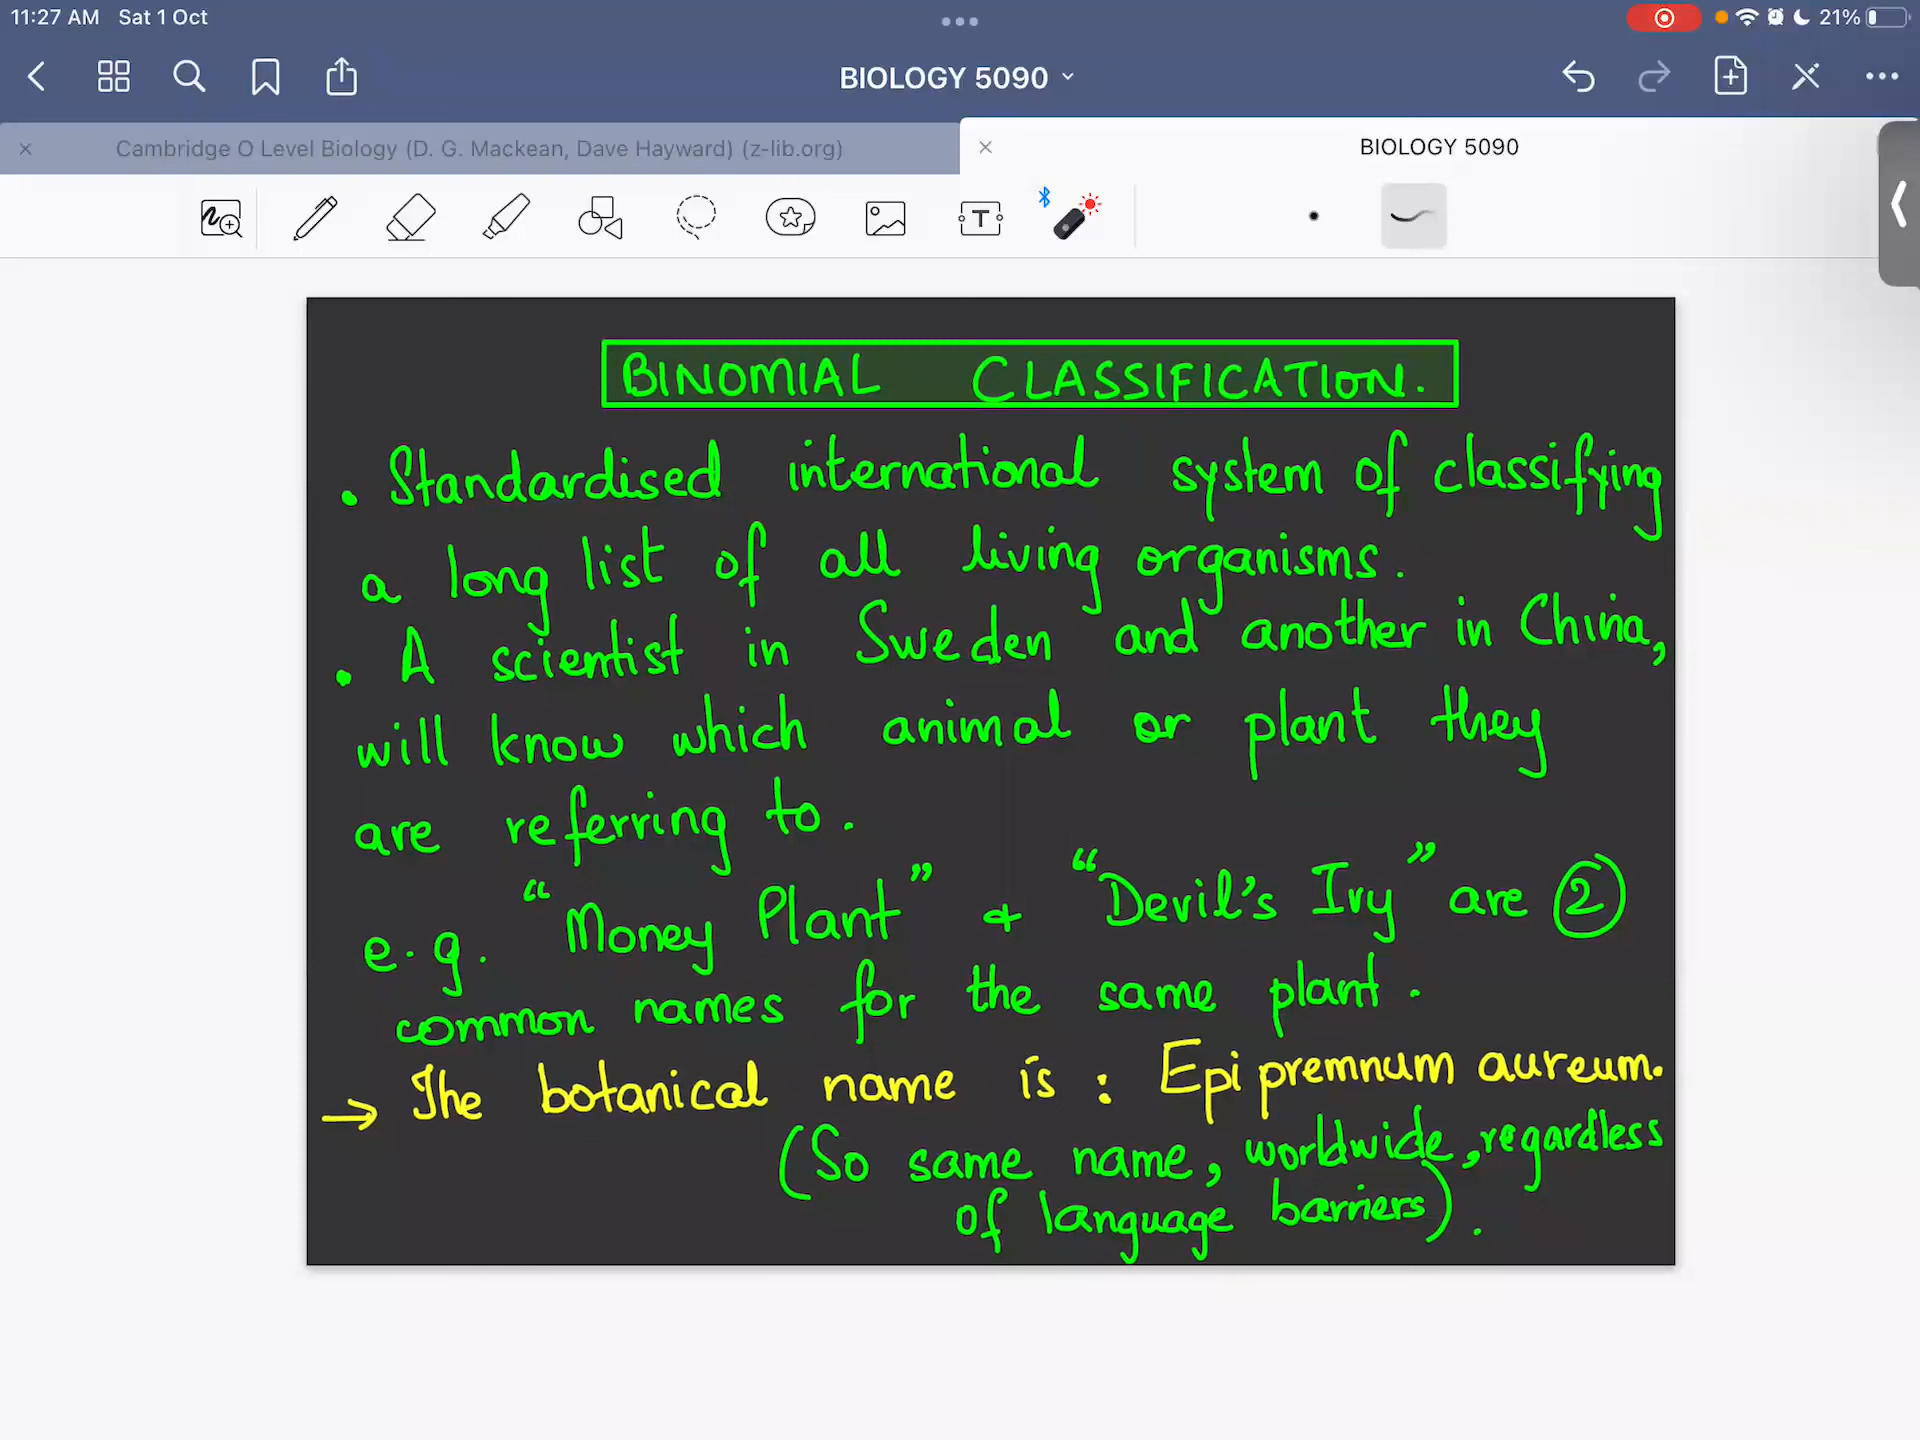 11:27 AM Sat 1 Oct
21%
BIOLOGY 5090
Cambridge O Level Biology (D. G. Mackean, Dave Hayward) (z-lib.org)
BIOLOGY 5090
T
BINOMIAL CLASSIFICATION.
• Standardised international system of classifying
a long list of all living organisms.
• A scientist in Sweden and another in China,
will know which animal or plant they
are referring to.
e.g. "Money Plant" & "Devil's Ivy" are ②
common names for the same plant.
→ The botanical name is : Epipremnum aureum.
(So same name, worldwide, regardless
of language barriers).